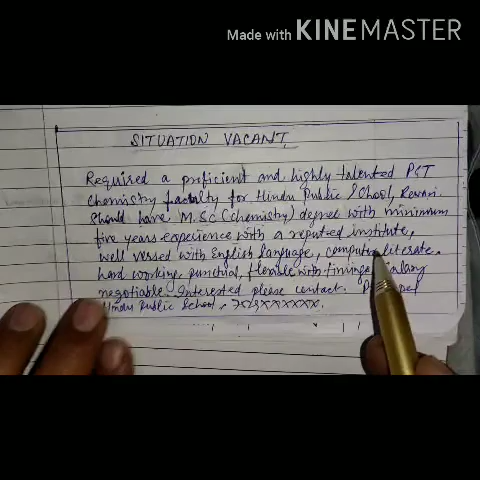 Made with KINEMASTER
SITUATION VACANT,
Required a proficient and highly talented PGT
Chemistry faculty for Hindu Public School, Rewari.
Should have M.Sc (Chemistry) degree with minimum
five years experience with a reputed institute,
well versed with English language, computer literate.
hard working punctual, flexible with timings. Salary
negotiable. Interested please contact.
Hindu Public School.